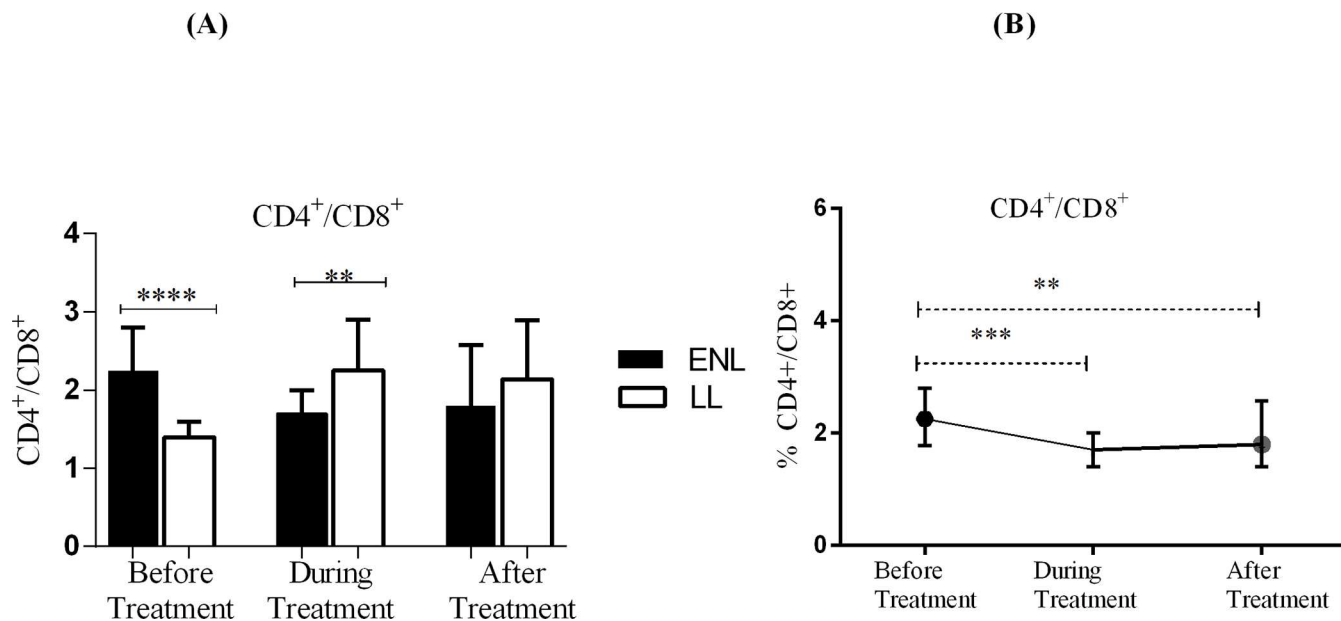 (A)
CD4+/CD8+
CD4+/CD8+
4
3
2
1
0
****
**
Before
Treatment
During
Treatment
After
Treatment
ENL
LL
(B)
CD4+/CD8+
% CD4+/CD8+
6
4
2
0
**
***
Before
Treatment
During
Treatment
After
Treatment